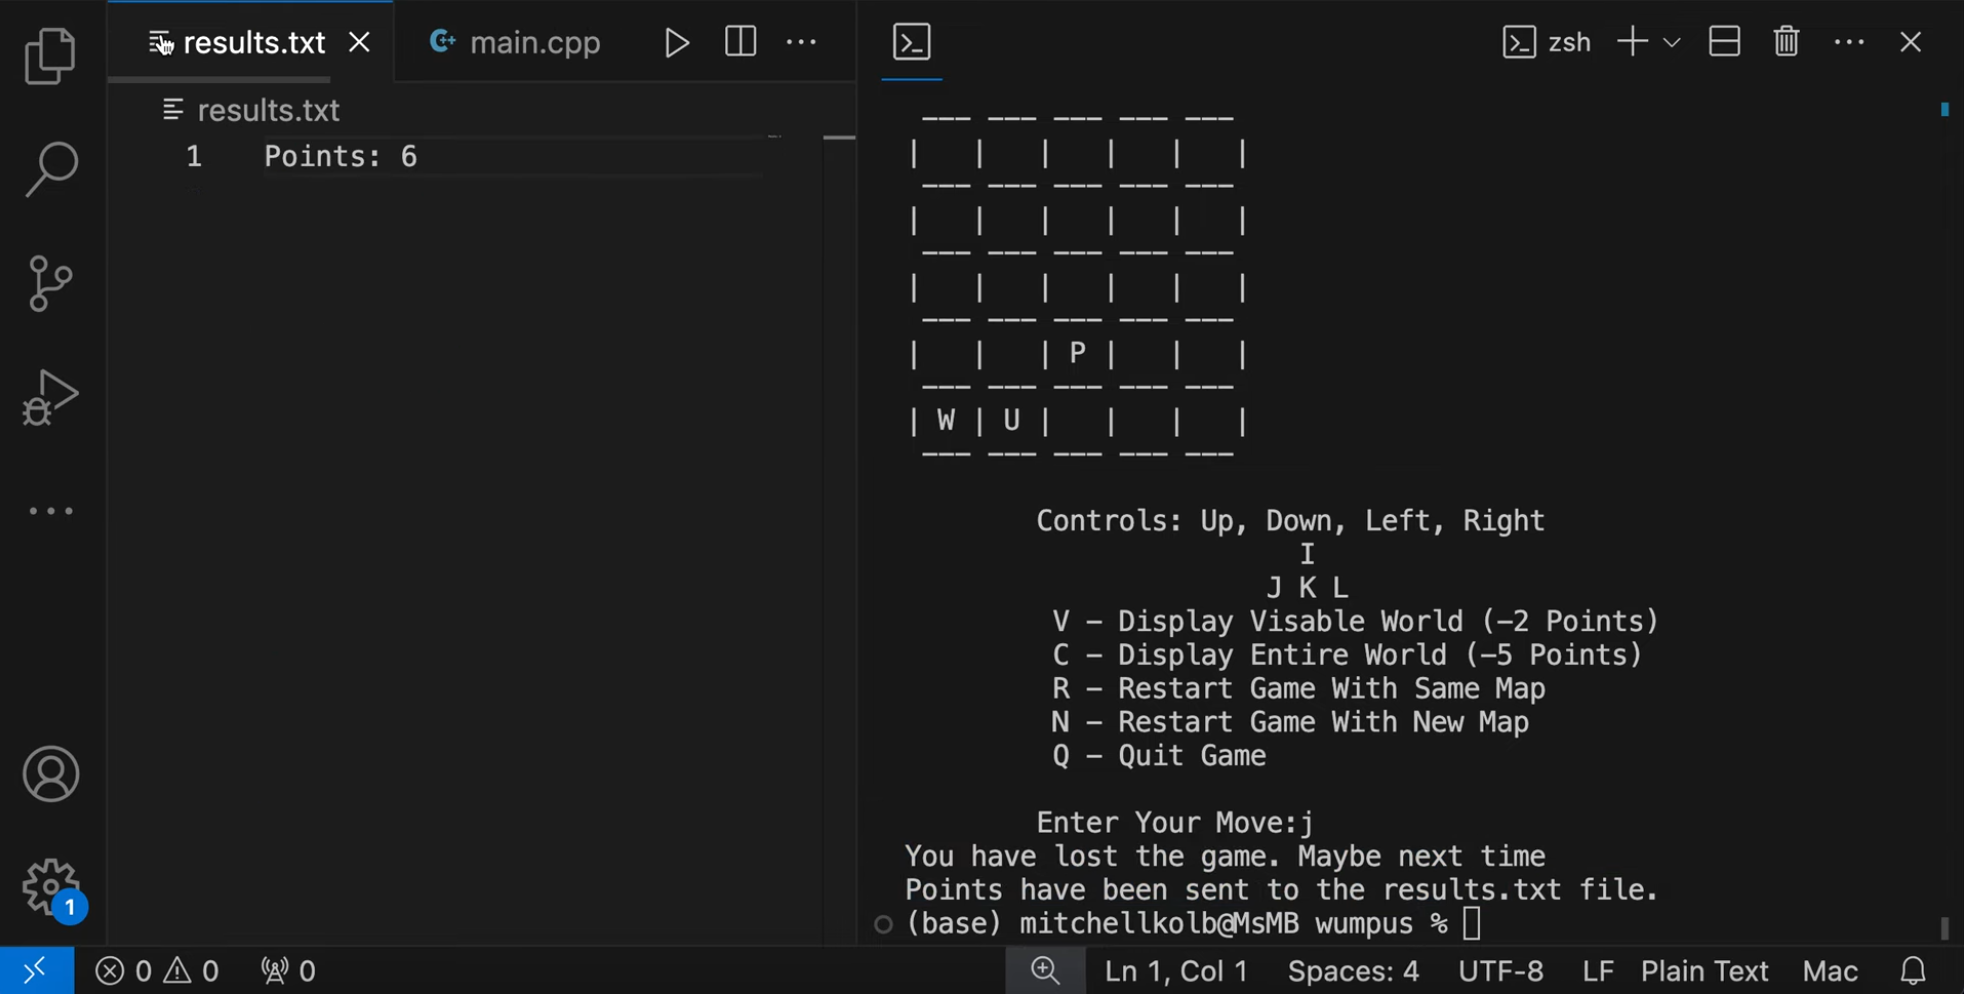 results.txt
main.cpp
zsh
results.txt
1 Points: 6
--- --- --- --- ---
|   |   |   |   |   |
--- --- --- --- ---
|   |   |   |   |   |
--- --- --- --- ---
|   |   |   |   |   |
--- --- --- --- ---
|   |   | P |   |   |
--- --- --- --- ---
| W | U |   |   |   |
--- --- --- --- ---
Controls: Up, Down, Left, Right
I
J K L
V – Display Visable World (–2 Points)
C – Display Entire World (–5 Points)
R – Restart Game With Same Map
N – Restart Game With New Map
Q – Quit Game
Enter Your Move:j
You have lost the game. Maybe next time
Points have been sent to the results.txt file.
(base) mitchellkolb@MsMB wumpus %
1
0 0 0 Ln 1, Col 1 Spaces: 4 UTF-8 LF Plain Text Mac